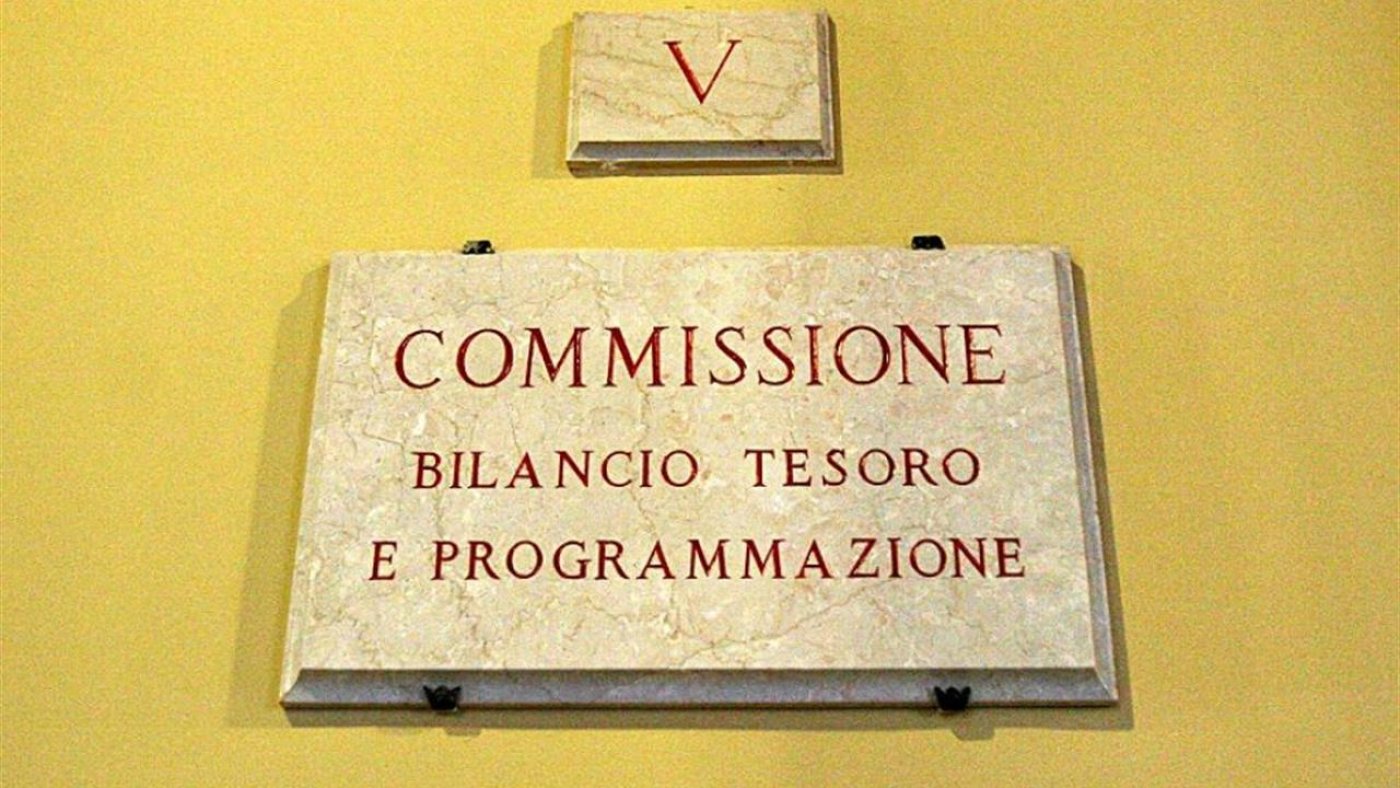 V
COMMISSIONE
BILANCIO TESORO
E PROGRAMMAZIONE